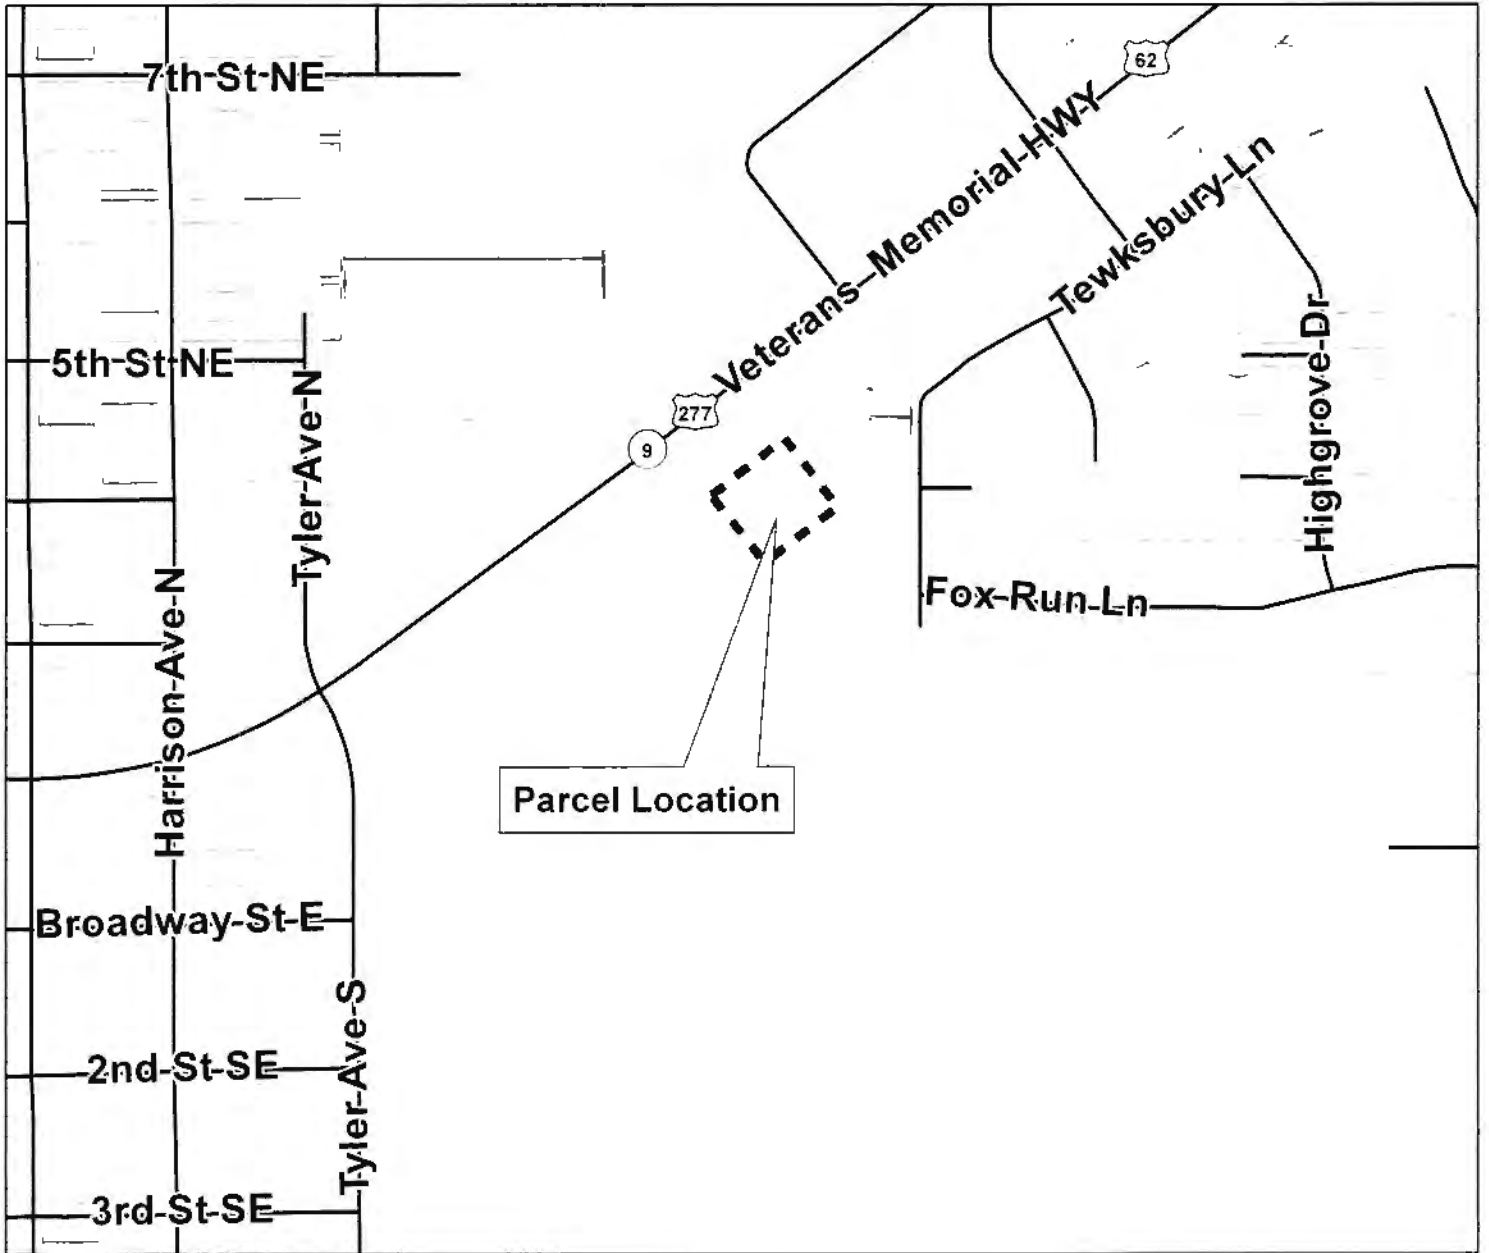 7th St NE
62
Veterans Memorial HWY
Tewksbury Ln
5th St NE
Tyler Ave N
277
9
Highgrove Dr
Fox Run Ln
Harrison Ave N
Parcel Location
Broadway St E
Tyler Ave S
2nd St SE
3rd St SE